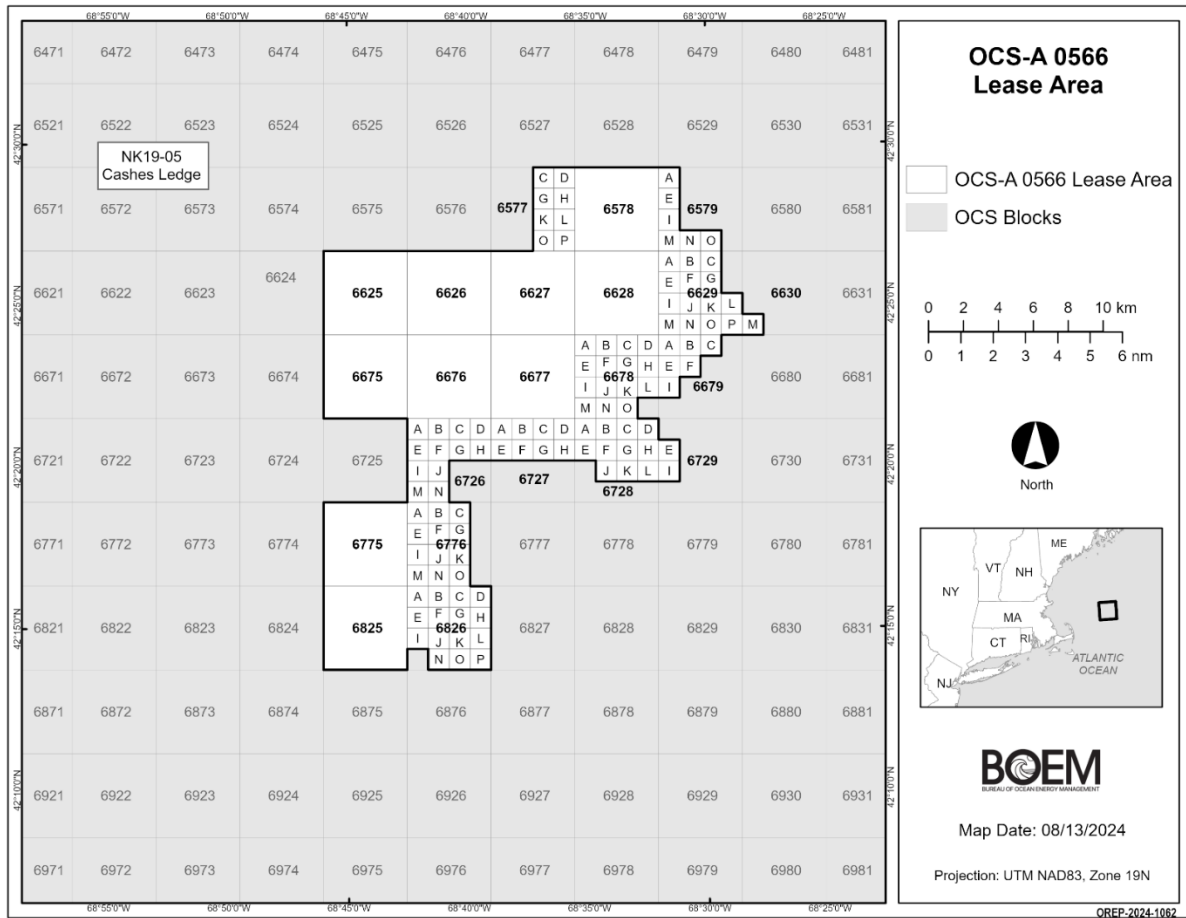 68°55'0"W 68°50'0"W 68°45'0"W 68°40'0"W 68°35'0"W 68°30'0"W 68°25'0"W
6471 6472 6473 6474 6475 6476 6477 6478 6479 6480 6481
6521 6522 6523 6524 6525 6526 6527 6528 6529 6530 6531
42°30'0"N 42°30'0"N
NK19-05
Cashes Ledge
C D A
6571 6572 6573 6574 6575 6576 6577 G H 6578 E 6579 6580 6581
K L I
O P M N O
6624
A B C
E F G
6621 6622 6623 6625 6626 6627 6628 6629 6630 6631
42°25'0"N 42°25'0"N
I J K L
M N O P M
A B C D A B C
E F G H E F
6671 6672 6673 6674 6675 6676 6677 6678 6679 6680 6681
I J K L I
M N O
A B C D A B C D A B C D
E F G H E F G H E F G H E
6721 6722 6723 6724 6725 6729 6730 6731
42°20'0"N 42°20'0"N
I J 6726 6727 J K L I
M N 6728
A B C
E F G
6771 6772 6773 6774 6775 6776 6777 6778 6779 6780 6781
I J K
M N O
A B C D
E F G H
6821 6822 6823 6824 6825 6826 6827 6828 6829 6830 6831
42°15'0"N 42°15'0"N
I J K L
N O P
6871 6872 6873 6874 6875 6876 6877 6878 6879 6880 6881
42°10'0"N 42°10'0"N
6921 6922 6923 6924 6925 6926 6927 6928 6929 6930 6931
6971 6972 6973 6974 6975 6976 6977 6978 6979 6980 6981
68°55'0"W 68°50'0"W 68°45'0"W 68°40'0"W 68°35'0"W 68°30'0"W 68°25'0"W
OCS-A 0566
Lease Area
OCS-A 0566 Lease Area
OCS Blocks
0 2 4 6 8 10 km
0 1 2 3 4 5 6 nm
North
ME
VT
NH
NY
MA
CT
RI
ATLANTIC
OCEAN
NJ
BOEM
BUREAU OF OCEAN ENERGY MANAGEMENT
Map Date: 08/13/2024
Projection: UTM NAD83, Zone 19N
OREP-2024-1062